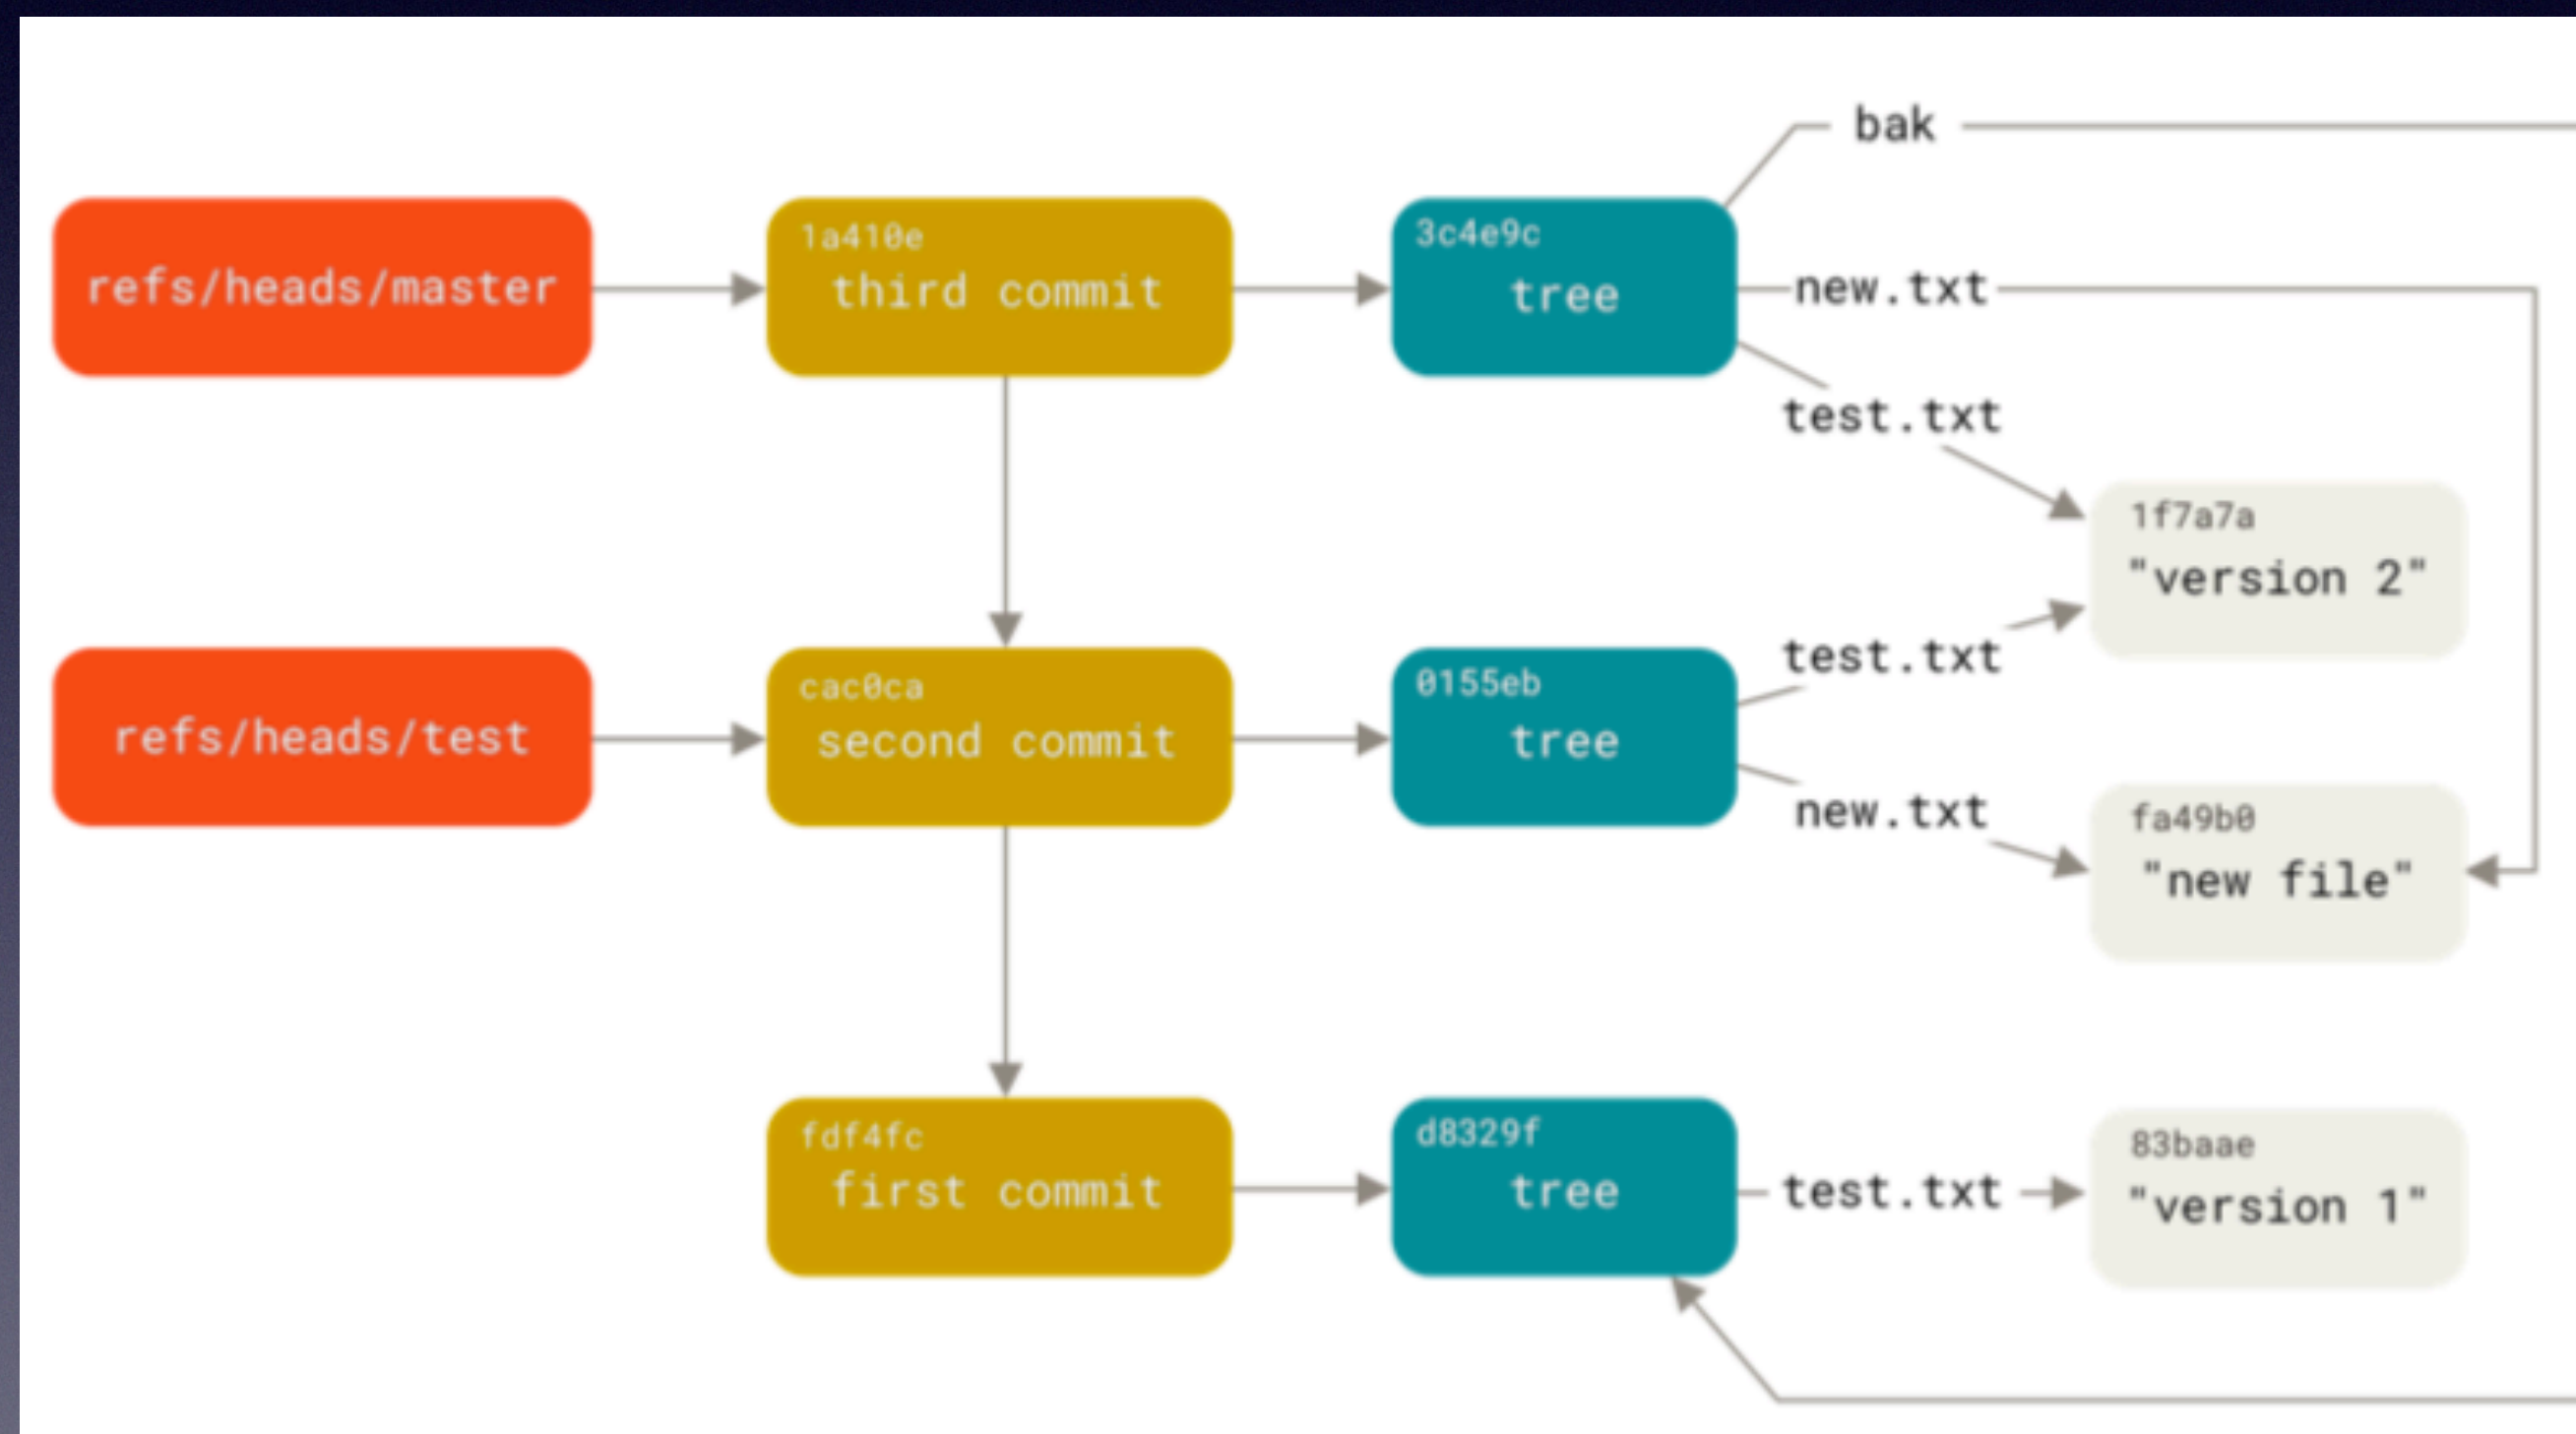 bak
refs/heads/master
1a410e
third commit
3c4e9c
tree
new.txt
test.txt
1f7a7a
"version 2"
refs/heads/test
cac0ca
second commit
0155eb
tree
test.txt
new.txt
fa49b0
"new file"
fdf4fc
first commit
d8329f
tree
test.txt
83baae
"version 1"